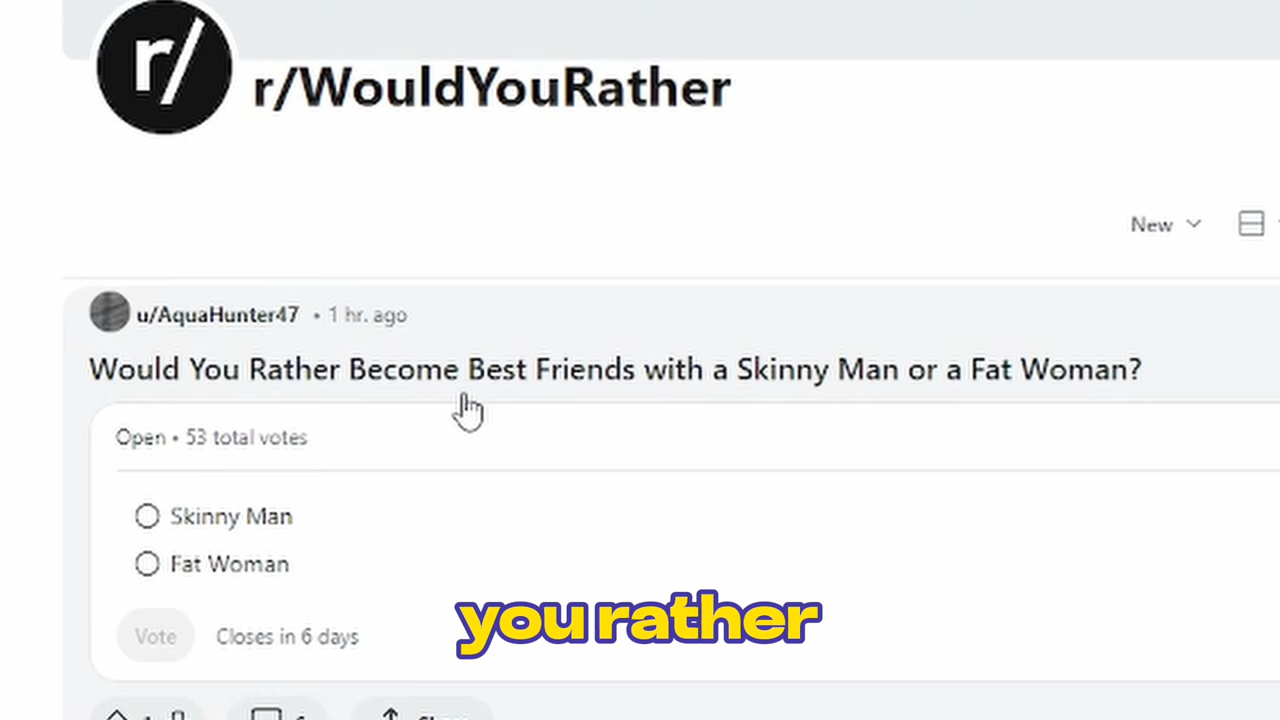 r/
r/WouldYouRather
New
u/AquaHunter47 • 1 hr. ago
Would You Rather Become Best Friends with a Skinny Man or a Fat Woman?
Open • 53 total votes
Skinny Man
Fat Woman
you rather
Vote
Closes in 6 days